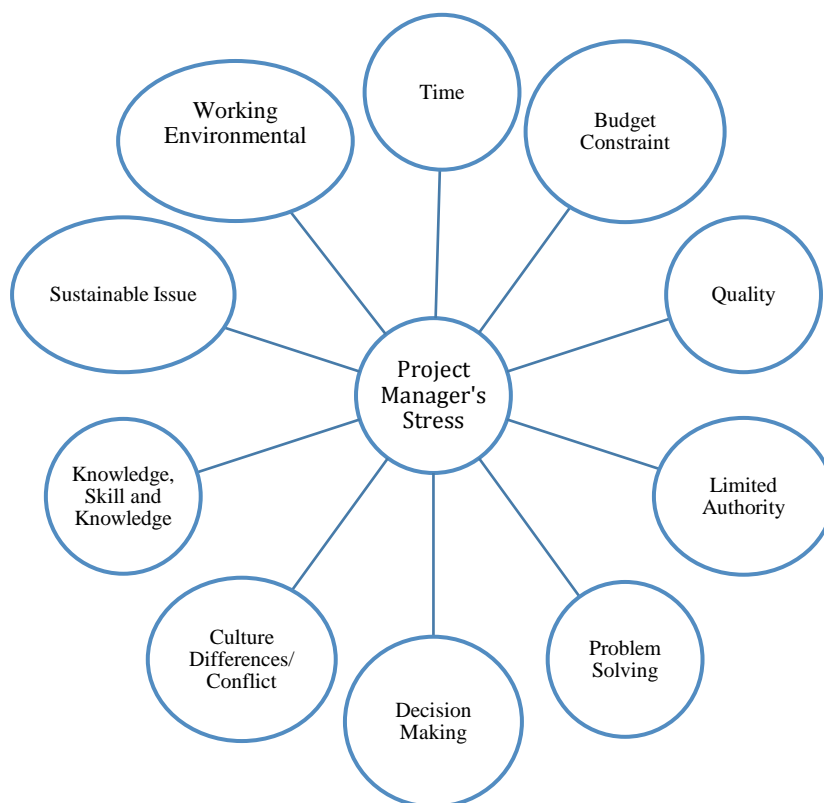 Time
Budget
Constraint
Working
Environmental
Quality
Sustainable Issue
Project
Manager's
Stress
Knowledge,
Skill and
Knowledge
Limited
Authority
Culture
Differences/
Conflict
Problem
Solving
Decision
Making